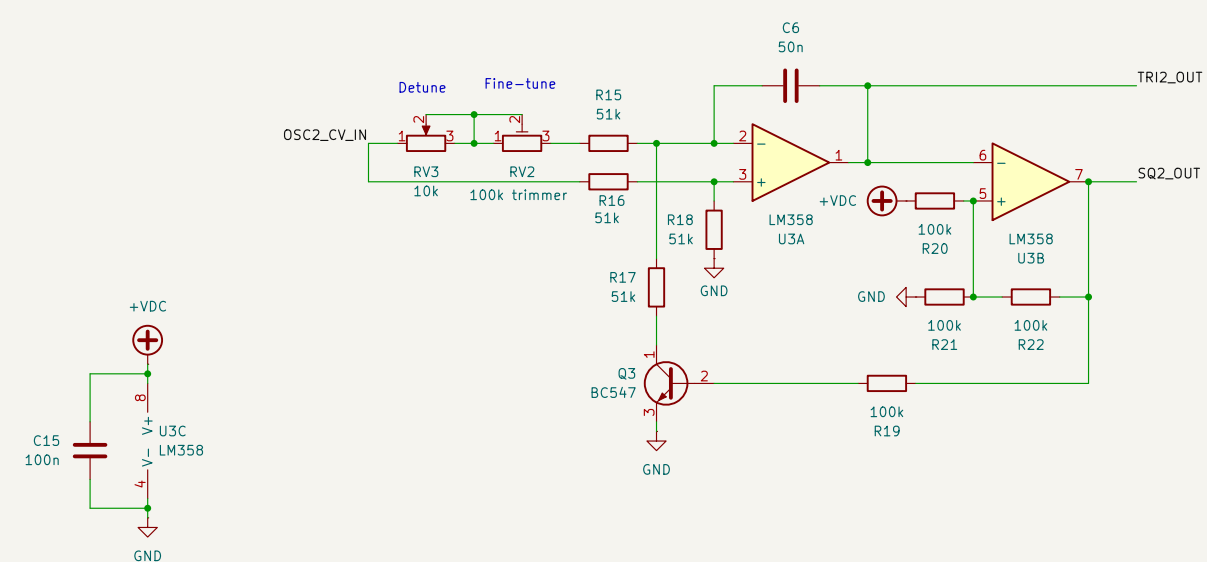 C6
50n
TRI2_OUT
Detune
Fine-tune
R15
51k
OSC2_CV_IN
1
2
3
1
2
3
RV3
10k
RV2
100k trimmer
R16
51k
2
−
3
+
1
LM358
U3A
R18
51k
GND
6
−
5
+
7
SQ2_OUT
LM358
U3B
+VDC
100k
R20
GND
100k
R21
100k
R22
R17
51k
1
Q3
BC547
2
3
GND
100k
R19
+VDC
8
V+
U3C
LM358
V−
4
C15
100n
GND